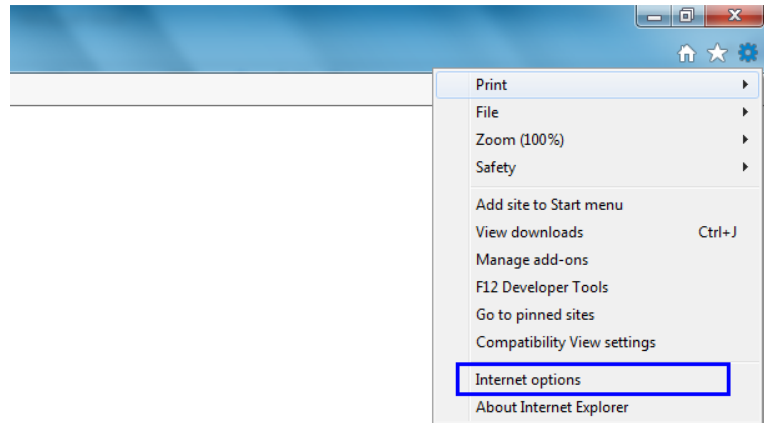 Print
File
Zoom (100%)
Safety
Add site to Start menu
View downloads Ctrl+J
Manage add-ons
F12 Developer Tools
Go to pinned sites
Compatibility View settings
Internet options
About Internet Explorer